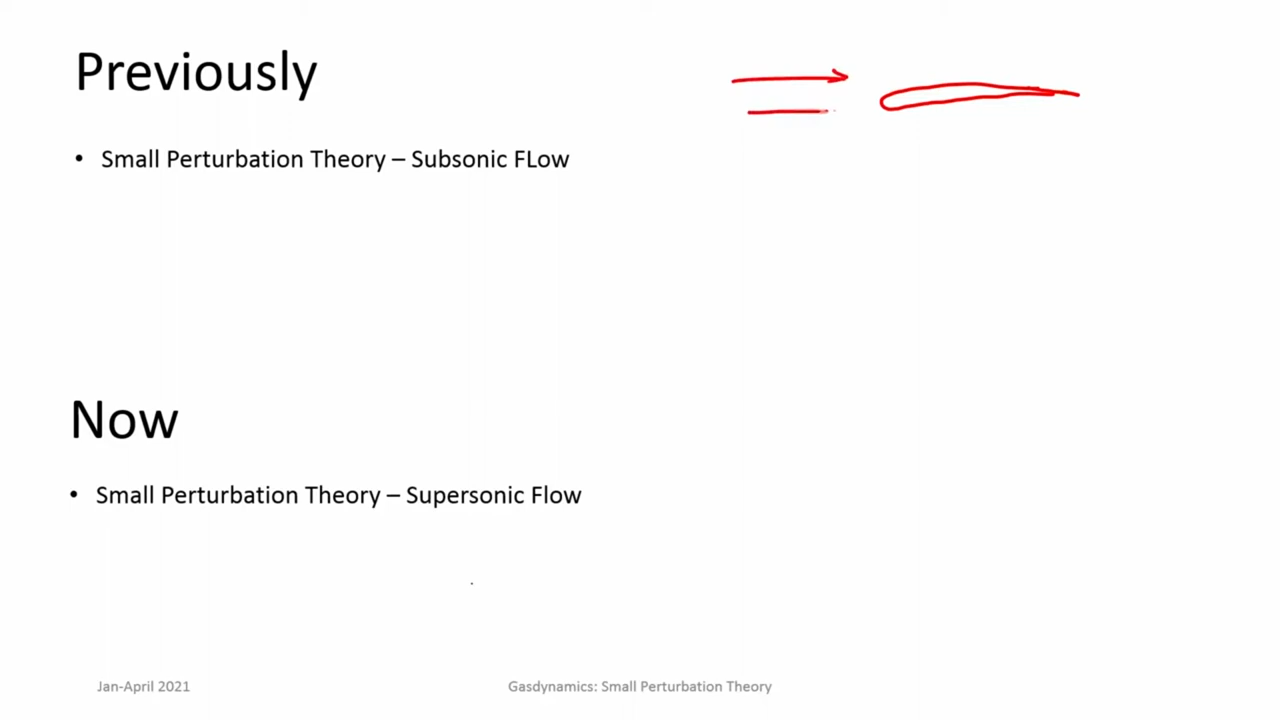 Previously
• Small Perturbation Theory – Subsonic FLow
Now
• Small Perturbation Theory – Supersonic Flow
Jan-April 2021
Gasdynamics: Small Perturbation Theory